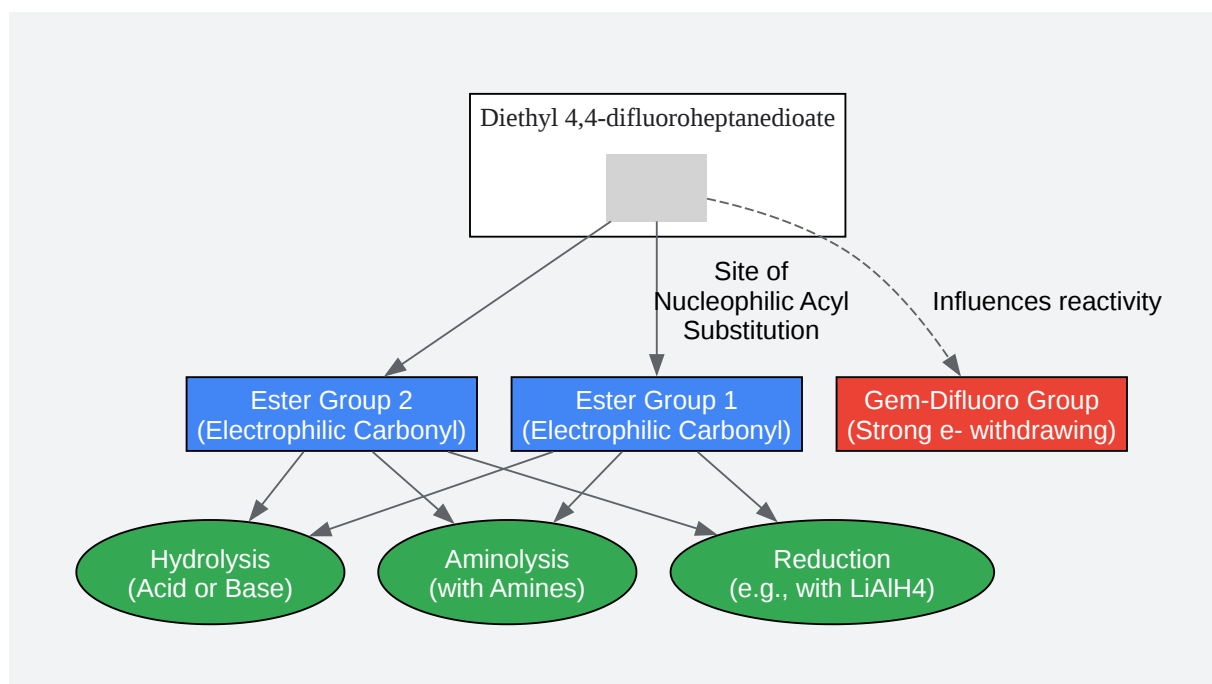 Diethyl 4,4-difluoroheptanedioate
Site of
Nucleophilic Acyl
Substitution
Influences reactivity
Ester Group 2
(Electrophilic Carbonyl)
Ester Group 1
(Electrophilic Carbonyl)
Gem-Difluoro Group
(Strong e- withdrawing)
Hydrolysis
(Acid or Base)
Aminolysis
(with Amines)
Reduction
(e.g., with LiAlH4)